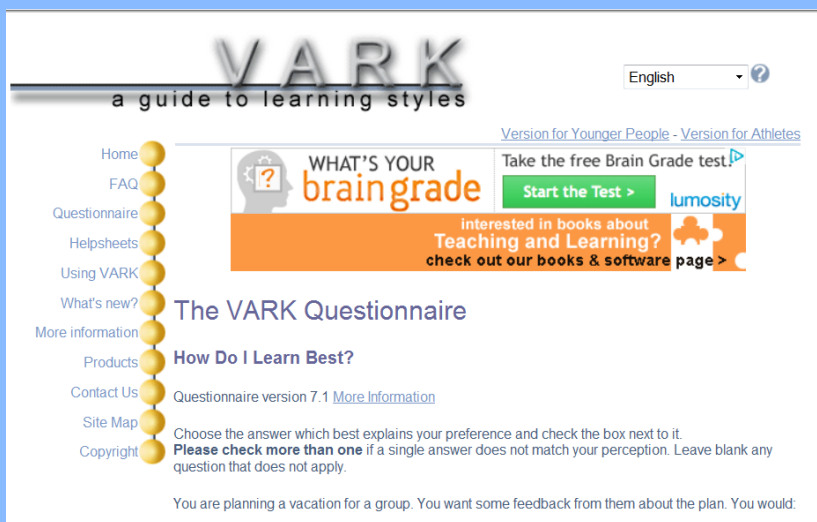 VARK
a guide to learning styles
English
?
Version for Younger People - Version for Athletes
Home
FAQ
Questionnaire
Helpsheets
Using VARK
What's new?
More information
Products
Contact Us
Site Map
Copyright
?
WHAT'S YOUR
braingrade
Take the free Brain Grade test!
Start the Test >
lumosity
interested in books about
Teaching and Learning?
check out our books & software page >
The VARK Questionnaire
How Do I Learn Best?
Questionnaire version 7.1 More Information
Choose the answer which best explains your preference and check the box next to it.
Please check more than one if a single answer does not match your perception. Leave blank any
question that does not apply.
You are planning a vacation for a group. You want some feedback from them about the plan. You would: